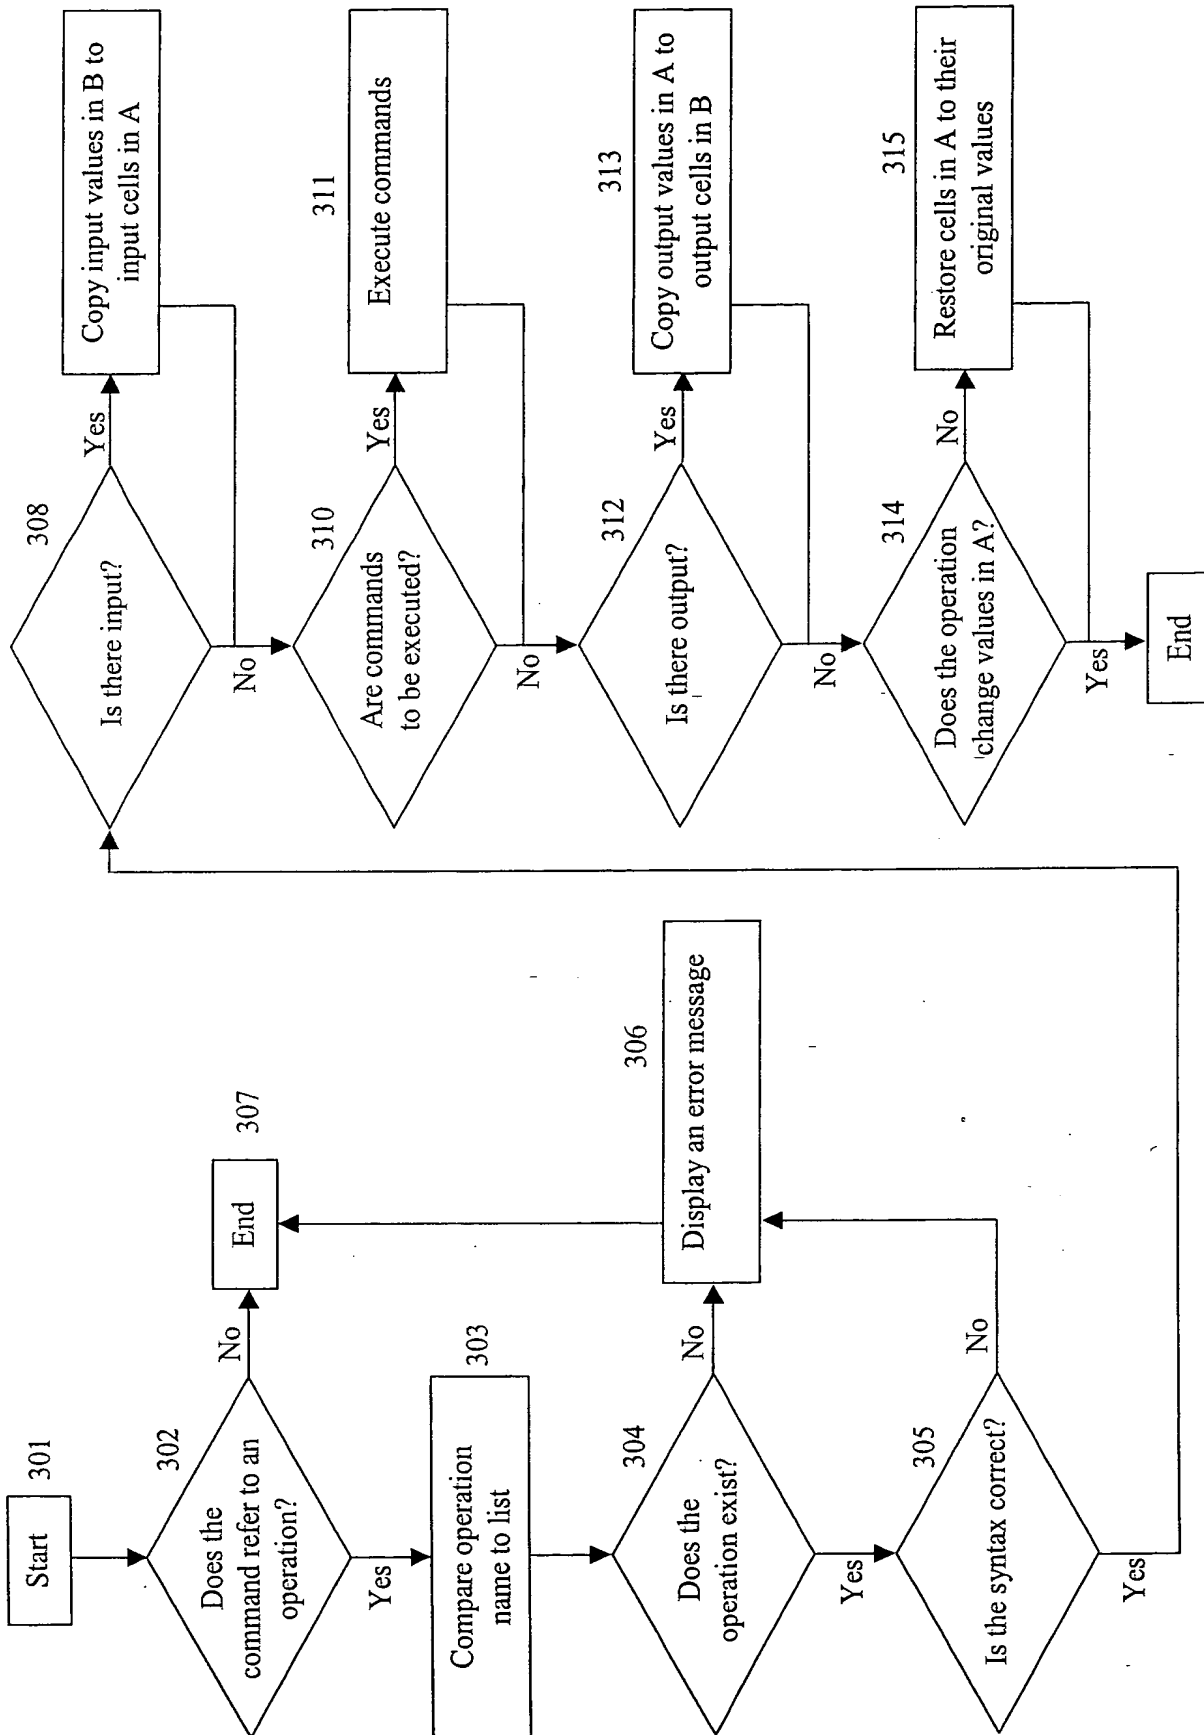 Start
301
302
Does the
command refer to an
operation?
No
End
307
Yes
303
Compare operation
name to list
304
Does the
operation exist?
No
306
Display an error message
Yes
305
Is the syntax correct?
No
Yes
308
Is there input?
Yes
Copy input values in B to
input cells in A
No
310
Are commands
to be executed?
Yes
311
Execute commands
No
312
Is there output?
Yes
313
Copy output values in A to
output cells in B
No
314
Does the operation
change values in A?
No
315
Restore cells in A to their
original values
Yes
End